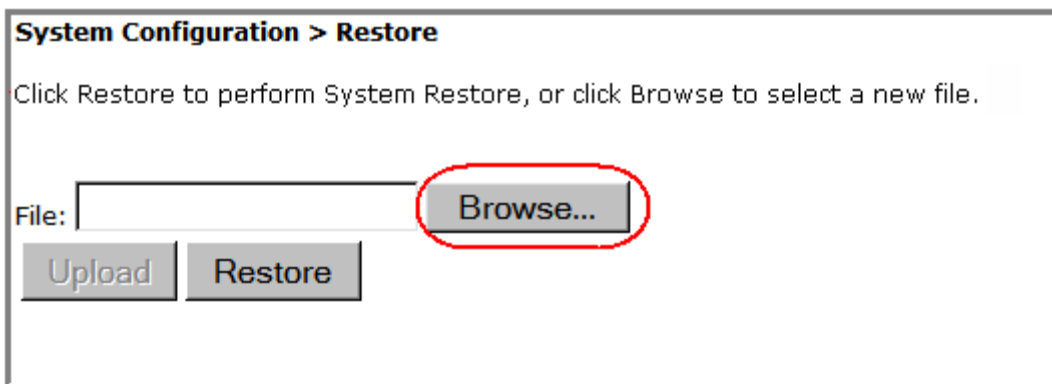 System Configuration > Restore
Click Restore to perform System Restore, or click Browse to select a new file.
File: Browse...
Upload Restore